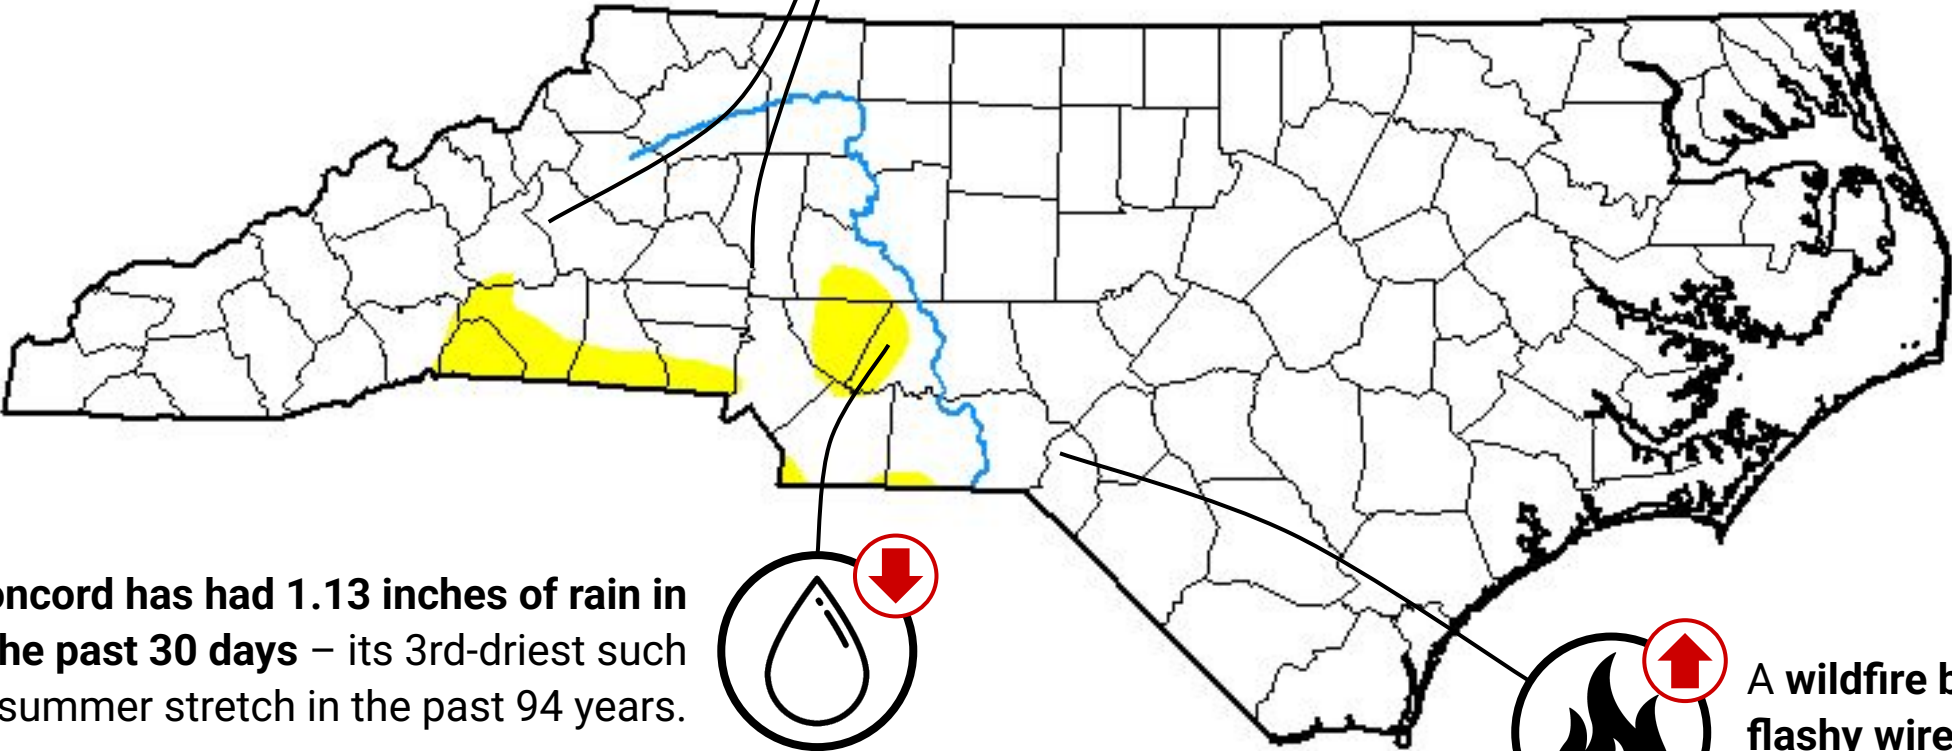 oncord has had 1.13 inches of rain in
he past 30 days – its 3rd-driest such
summer stretch in the past 94 years.
A wildfire b
flashy wire